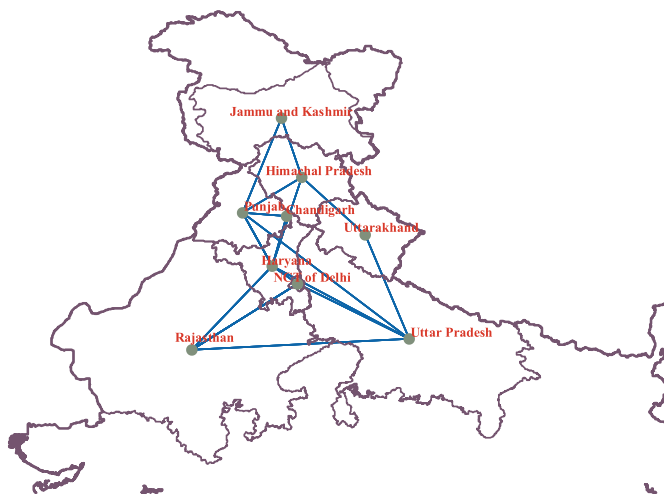 Jammu and Kashmir
Himachal Pradesh
Punjab
Chandigarh
Uttarakhand
Haryana
NCT of Delhi
Rajasthan
Uttar Pradesh